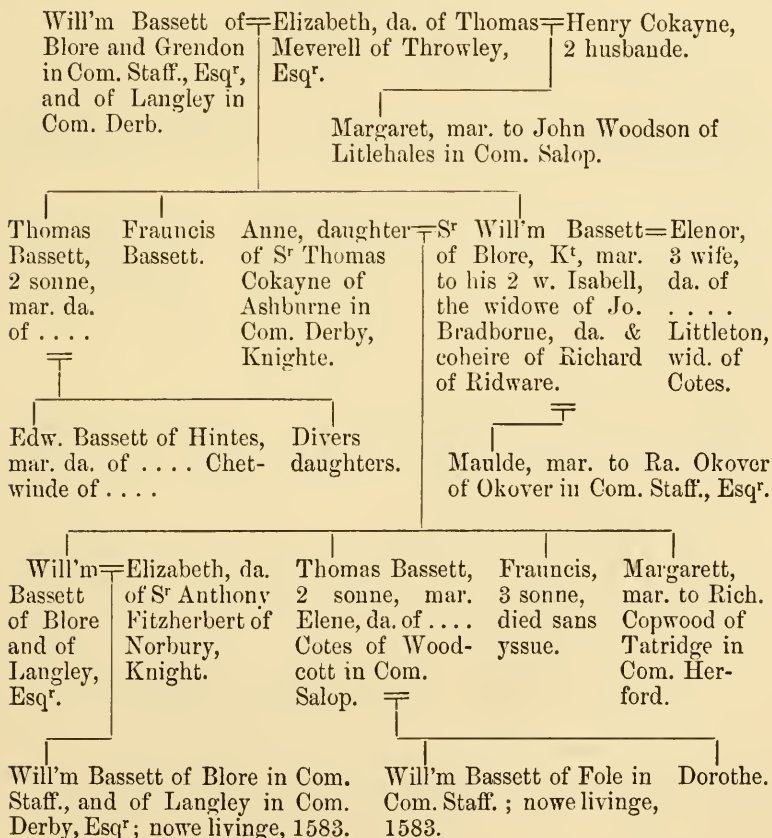 Will'm Bassett of
Blore and Grendon
in Com. Staff., Esqʳ,
and of Langley in
Com. Derb.
Elizabeth, da. of Thomas
Meverell of Throwley,
Esqʳ.
Henry Cokayne,
2 husbande.
Margaret, mar. to John Woodson of
Litlehales in Com. Salop.
Thomas
Bassett,
2 sonne,
mar. da.
of . . . .
Frauncis
Bassett.
Anne, daughter
of Sʳ Thomas
Cokayne of
Ashburne in
Com. Derby,
Knighte.
Sʳ Will'm Bassett
of Blore, Kᵗ, mar.
to his 2 w. Isabell,
the widowe of Jo.
Bradborne, da. &
coheire of Richard
of Ridware.
Elenor,
3 wife,
da. of
. . . .
Littleton,
wid. of
Cotes.
Edw. Bassett of Hintes,
mar. da. of . . . . Chet-
winde of . . . .
Divers
daughters.
Maulde, mar. to Ra. Okover
of Okover in Com. Staff., Esqʳ.
Will'm
Bassett
of Blore
and of
Langley,
Esqʳ.
Elizabeth, da.
of Sʳ Anthony
Fitzherbert of
Norbury,
Knight.
Thomas Bassett,
2 sonne, mar.
Elene, da. of . . . .
Cotes of Wood-
cott in Com.
Salop.
Frauncis,
3 sonne,
died sans
yssue.
Margarett,
mar. to Rich.
Copwood of
Tatridge in
Com. Her-
ford.
Will'm Bassett of Blore in Com.
Staff., and of Langley in Com.
Derby, Esqʳ; nowe livinge, 1583.
Will'm Bassett of Fole in
Com. Staff. ; nowe livinge,
1583.
Dorothe.